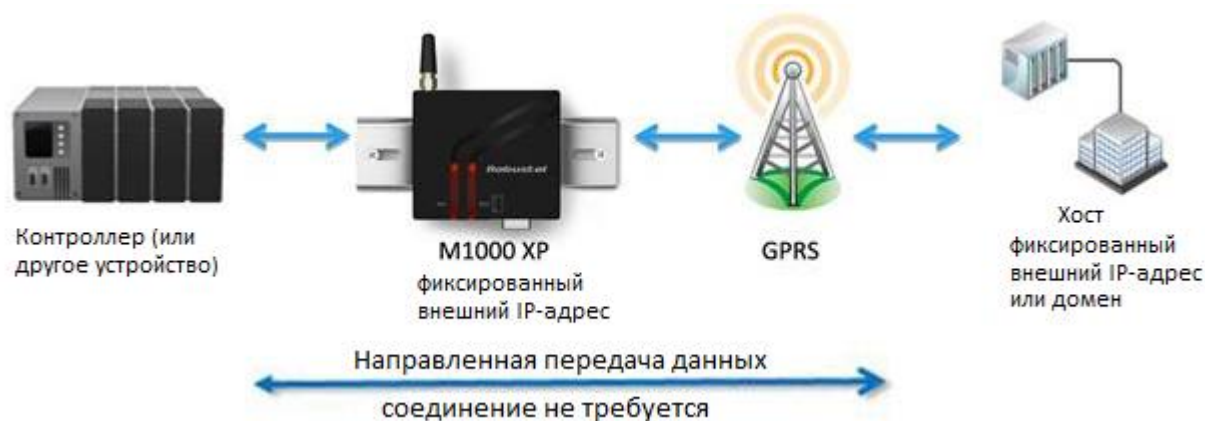 Robustel
Контроллер (или
другое устройство)
M1000 XP
фиксированный
внешний IP-адрес
GPRS
Хост
фиксированный
внешний IP-адрес
или домен
Направленная передача данных
соединение не требуется